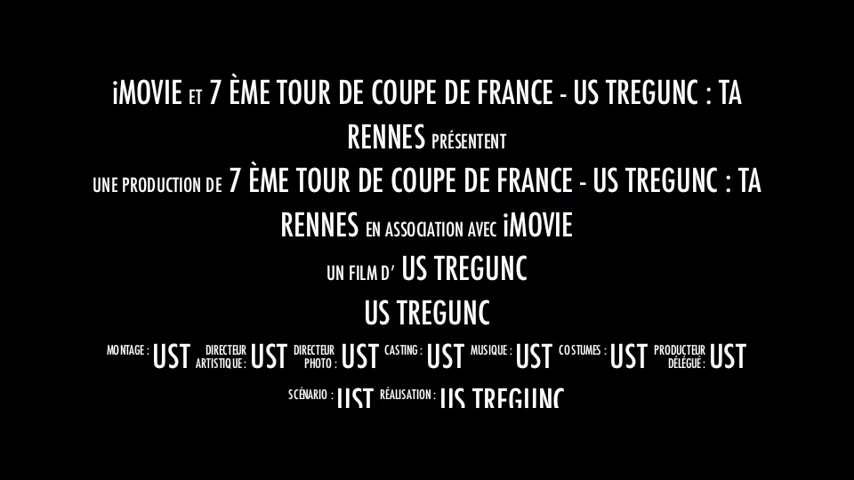 iMOVIE ET 7 ÈME TOUR DE COUPE DE FRANCE - US TREGUNC : TA
RENNES PRÉSENTENT
UNE PRODUCTION DE 7 ÈME TOUR DE COUPE DE FRANCE - US TREGUNC : TA
RENNES EN ASSOCIATION AVEC iMOVIE
UN FILM D' US TREGUNC
US TREGUNC
MONTAGE : UST DIRECTEUR ARTISTIQUE : UST DIRECTEUR PHOTO : UST CASTING : UST MUSIQUE : UST COSTUMES : UST PRODUCTEUR DÉLÉGUÉ : UST
SCÉNARIO : UST RÉALISATION : US TREGUNC